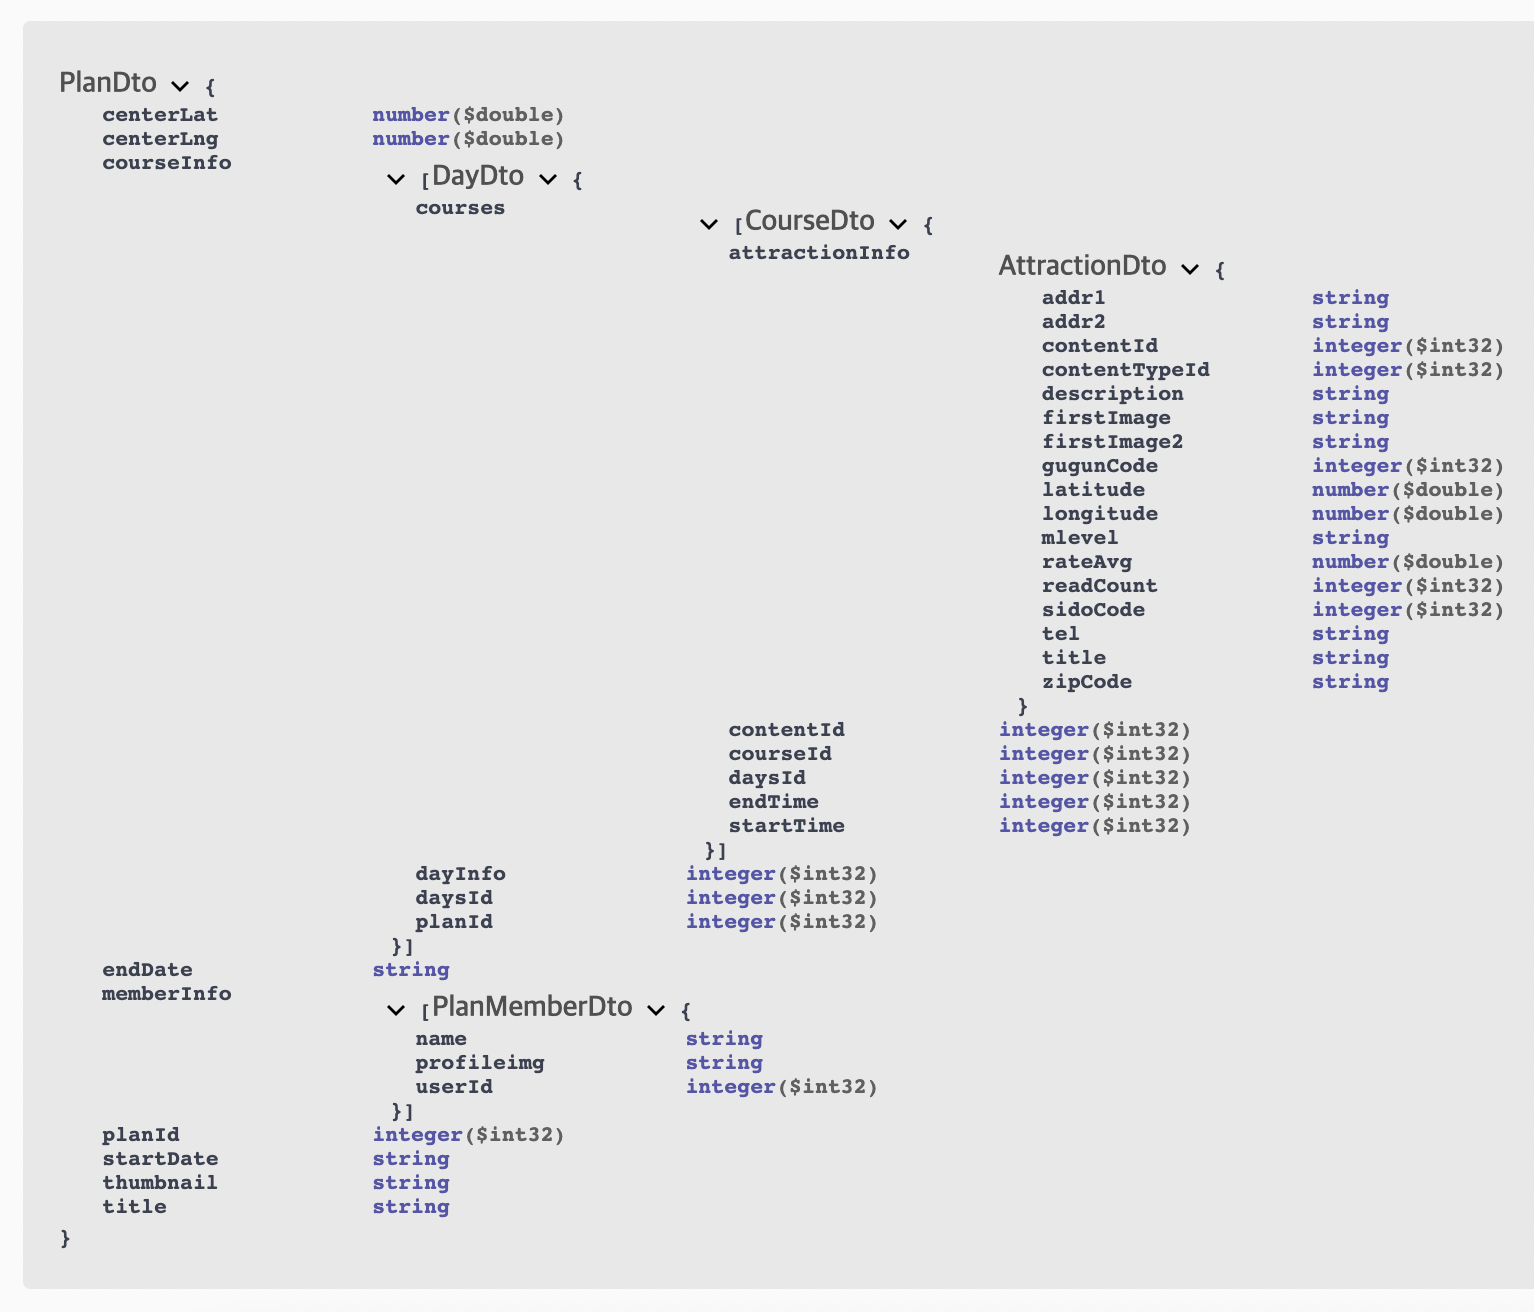 PlanDto {
centerLat number($double)
centerLng number($double)
courseInfo
[DayDto {
courses
[CourseDto {
attractionInfo
AttractionDto {
addr1 string
addr2 string
contentId integer($int32)
contentTypeId integer($int32)
description string
firstImage string
firstImage2 string
gugunCode integer($int32)
latitude number($double)
longitude number($double)
mlevel string
rateAvg number($double)
readCount integer($int32)
sidoCode integer($int32)
tel string
title string
zipCode string
}
contentId integer($int32)
courseId integer($int32)
daysId integer($int32)
endTime integer($int32)
startTime integer($int32)
}]
dayInfo integer($int32)
daysId integer($int32)
planId integer($int32)
}]
endDate string
memberInfo
[PlanMemberDto {
name string
profileimg string
userId integer($int32)
}]
planId integer($int32)
startDate string
thumbnail string
title string
}